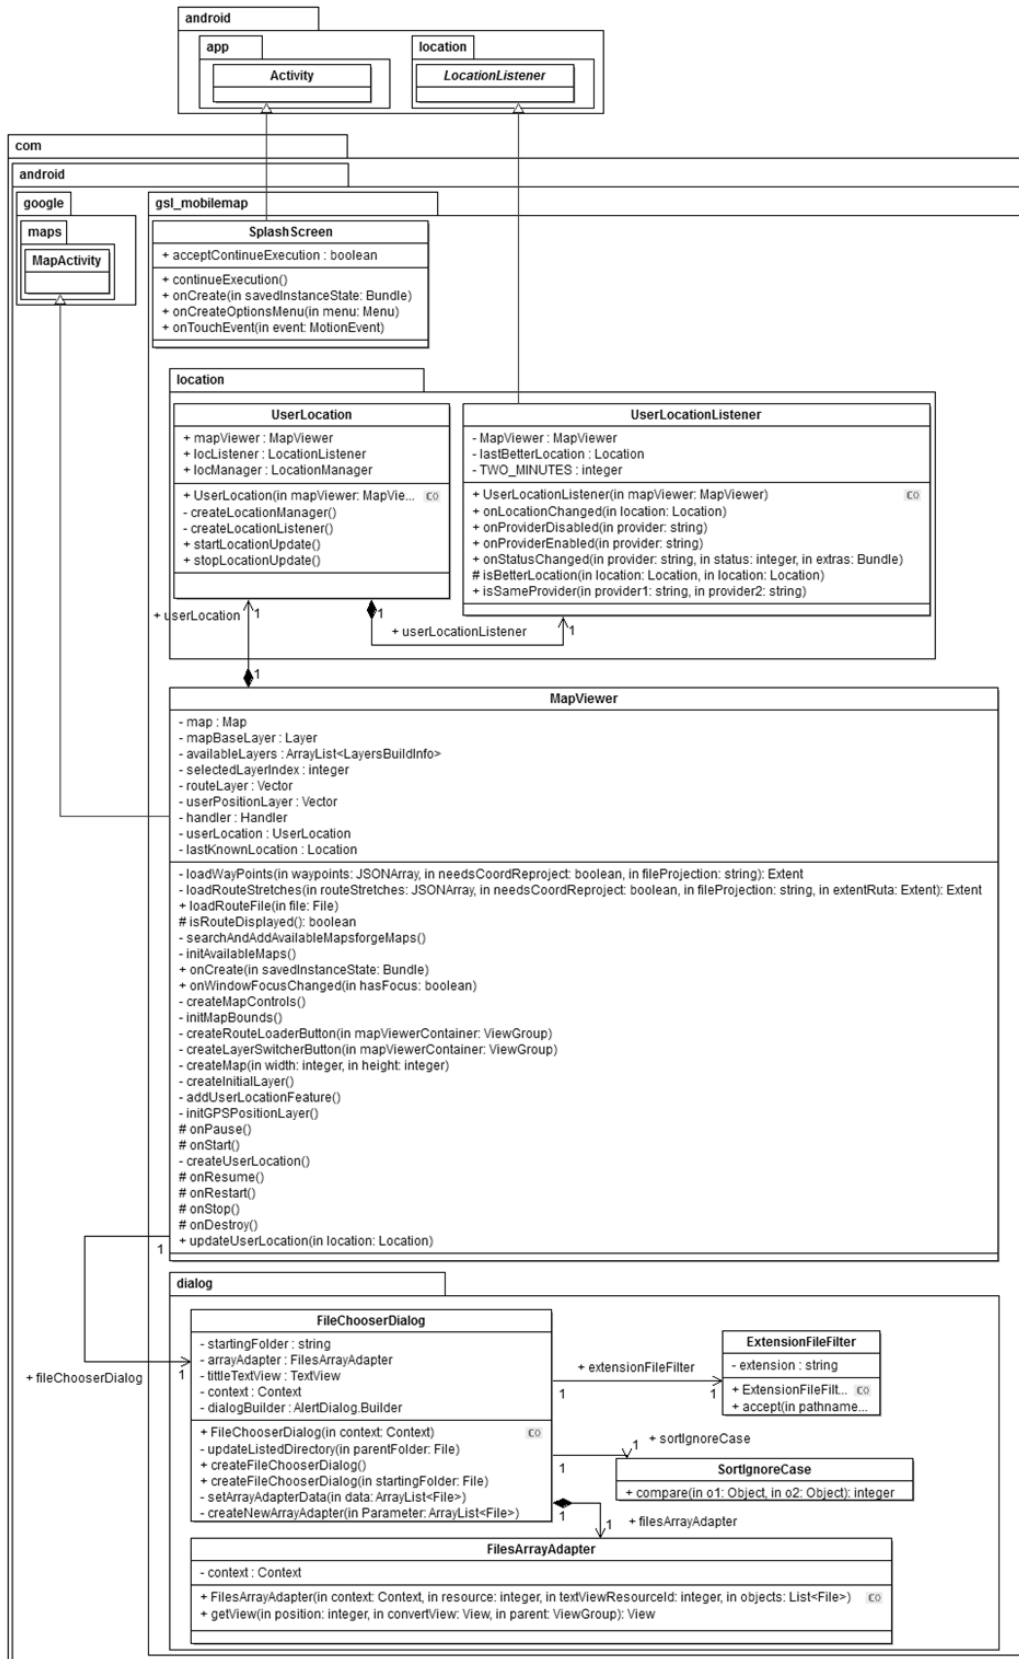 android
app
location
Activity
LocationListener
com
android
google
gsl_mobilemap
maps
MapActivity
SplashScreen
+ acceptContinueExecution : boolean
+ continueExecution()
+ onCreate(in savedInstanceState: Bundle)
+ onCreateOptionsMenu(in menu: Menu)
+ onTouchEvent(in event: MotionEvent)
location
UserLocation
+ mapViewer : MapViewer
+ locListener : LocationListener
+ locManager : LocationManager
+ UserLocation(in mapViewer: MapVie... co
- createLocationManager()
- createLocationListener()
+ startLocationUpdate()
+ stopLocationUpdate()
UserLocationListener
- MapViewer : MapViewer
- lastBetterLocation : Location
- TWO_MINUTES : integer
+ UserLocationListener(in mapViewer: MapViewer) co
+ onLocationChanged(in location: Location)
+ onProviderDisabled(in provider: string)
+ onProviderEnabled(in provider: string)
+ onStatusChanged(in provider: string, in status: integer, in extras: Bundle)
# isBetterLocation(in location: Location, in location: Location)
+ isSameProvider(in provider1: string, in provider2: string)
+ userLocation
1
1
+ userLocationListener
1
1
MapViewer
- map : Map
- mapBaseLayer : Layer
- availableLayers : ArrayList<LayersBuildInfo>
- selectedLayerIndex : integer
- routeLayer : Vector
- userPositionLayer : Vector
- handler : Handler
- userLocation : UserLocation
- lastKnownLocation : Location
- loadWayPoints(in waypoints: JSONArray, in needsCoordReproject: boolean, in fileProjection: string): Extent
- loadRouteStretches(in routeStretches: JSONArray, in needsCoordReproject: boolean, in fileProjection: string, in extentRuta: Extent): Extent
+ loadRouteFile(in file: File)
# isRouteDisplayed(): boolean
- searchAndAddAvailableMapsforgeMaps()
- initAvailableMaps()
+ onCreate(in savedInstanceState: Bundle)
+ onWindowFocusChanged(in hasFocus: boolean)
- createMapControls()
- initMapBounds()
- createRouteLoaderButton(in mapViewerContainer: ViewGroup)
- createLayerSwitcherButton(in mapViewerContainer: ViewGroup)
- createMap(in width: integer, in height: integer)
- createInitialLayer()
- addUserLocationFeature()
- initGPSPositionLayer()
# onPause()
# onStart()
- createUserLocation()
# onResume()
# onRestart()
# onStop()
# onDestroy()
+ updateUserLocation(in location: Location)
1
+ fileChooserDialog
1
dialog
FileChooserDialog
- startingFolder : string
- arrayAdapter : FilesArrayAdapter
- tittleTextView : TextView
- context : Context
- dialogBuilder : AlertDialog.Builder
+ FileChooserDialog(in context: Context) co
- updateListedDirectory(in parentFolder: File)
+ createFileChooserDialog()
+ createFileChooserDialog(in startingFolder: File)
- setArrayAdapterData(in data: ArrayList<File>)
- createNewArrayAdapter(in Parameter: ArrayList<File>)
+ extensionFileFilter
1
1
ExtensionFileFilter
- extension : string
+ ExtensionFileFilt... co
+ accept(in pathname...
1
1
+ sortIgnoreCase
SortIgnoreCase
+ compare(in o1: Object, in o2: Object): integer
1
1
+ filesArrayAdapter
FilesArrayAdapter
- context : Context
+ FilesArrayAdapter(in context: Context, in resource: integer, in textViewResourceId: integer, in objects: List<File>) co
+ getView(in position: integer, in convertView: View, in parent: ViewGroup): View